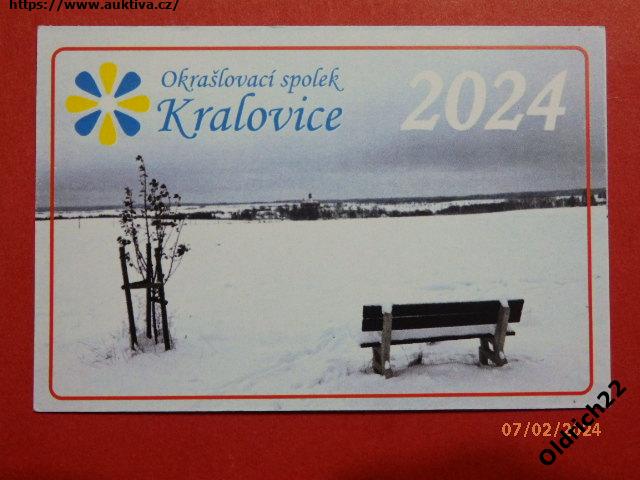 https://www.auktiva.cz/
Okrašlovací spolek
Kralovice
2024
07/02/2024
Oldrich22